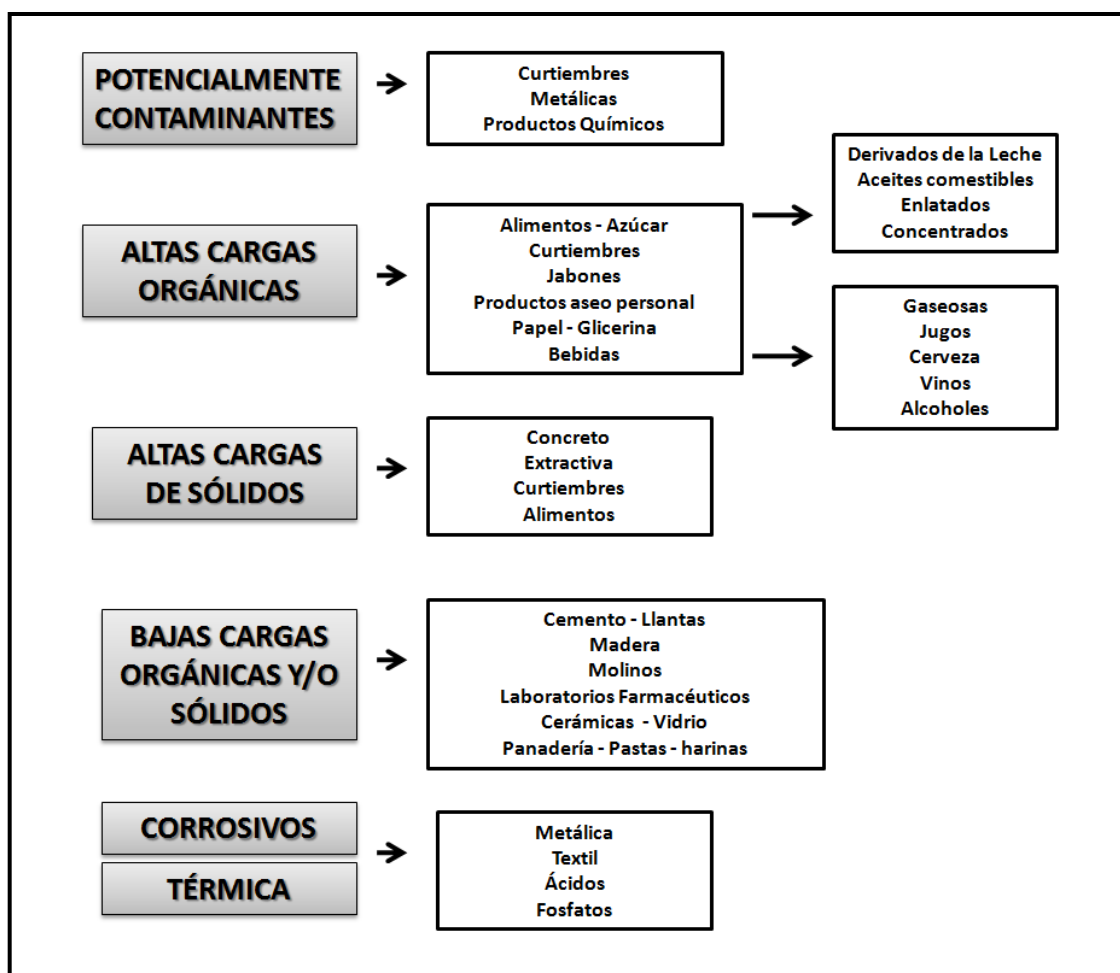 POTENCIALMENTE
CONTAMINANTES
Curtiembres
Metálicas
Productos Químicos
ALTAS CARGAS
ORGÁNICAS
Alimentos - Azúcar
Curtiembres
Jabones
Productos aseo personal
Papel - Glicerina
Bebidas
Derivados de la Leche
Aceites comestibles
Enlatados
Concentrados
Gaseosas
Jugos
Cerveza
Vinos
Alcoholes
ALTAS CARGAS
DE SÓLIDOS
Concreto
Extractiva
Curtiembres
Alimentos
BAJAS CARGAS
ORGÁNICAS Y/O
SÓLIDOS
Cemento - Llantas
Madera
Molinos
Laboratorios Farmacéuticos
Cerámicas - Vidrio
Panadería - Pastas - harinas
CORROSIVOS
TÉRMICA
Metálica
Textil
Ácidos
Fosfatos